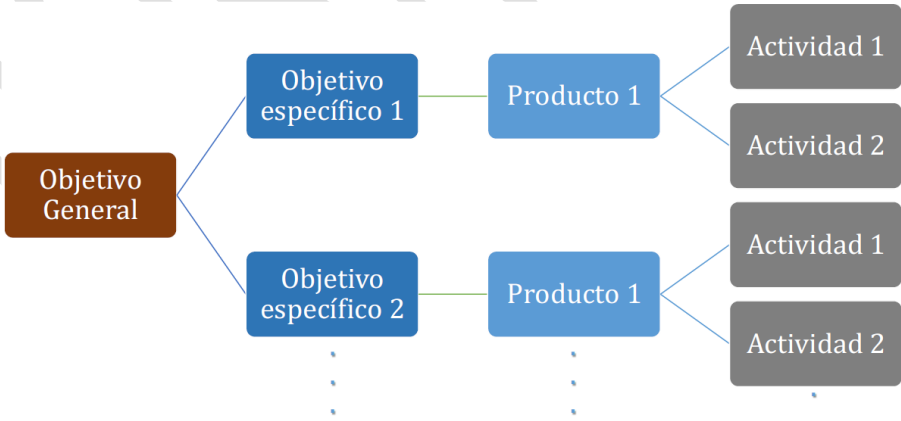 Objetivo
General
Objetivo
específico 1
Producto 1
Actividad 1
Actividad 2
Objetivo
específico 2
Producto 1
Actividad 1
Actividad 2